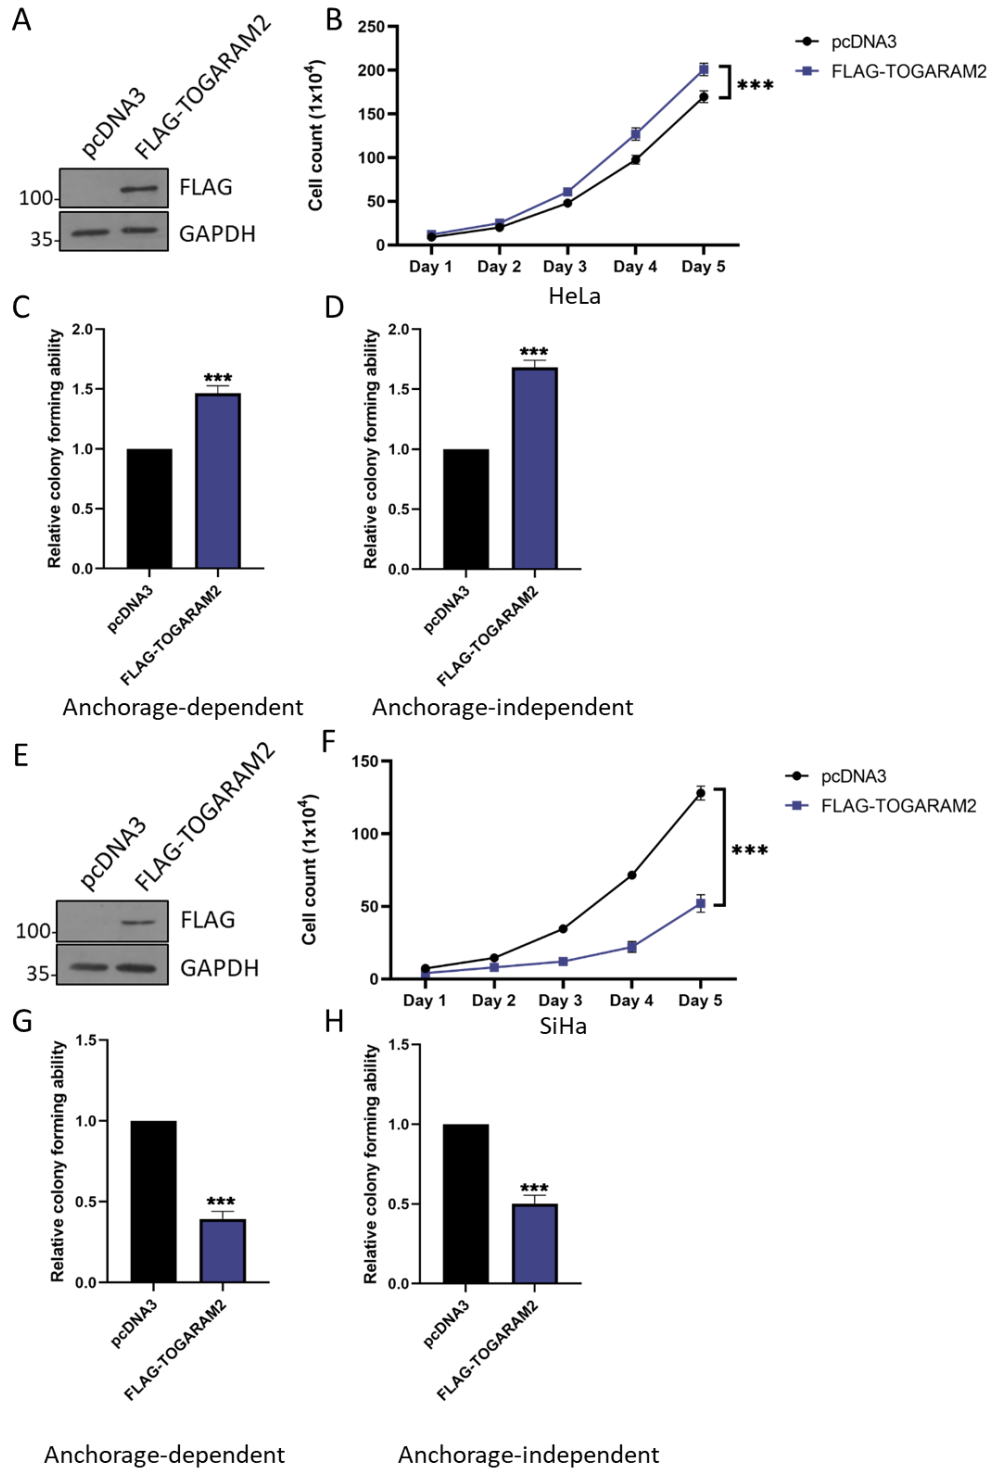 A
pcDNA3
FLAG-TOGARAM2
100
FLAG
35
GAPDH
B
Cell count (1x10⁴)
250
200
150
100
50
0
Day 1 Day 2 Day 3 Day 4 Day 5
HeLa
pcDNA3
FLAG-TOGARAM2
***
C
Relative colony forming ability
2.0
1.5
1.0
0.5
0.0
***
pcDNA3
FLAG-TOGARAM2
Anchorage-dependent
D
Relative colony forming ability
2.0
1.5
1.0
0.5
0.0
***
pcDNA3
FLAG-TOGARAM2
Anchorage-independent
E
pcDNA3
FLAG-TOGARAM2
100
FLAG
35
GAPDH
F
Cell count (1x10⁴)
150
100
50
0
Day 1 Day 2 Day 3 Day 4 Day 5
SiHa
pcDNA3
FLAG-TOGARAM2
***
G
Relative colony forming ability
1.5
1.0
0.5
0.0
***
pcDNA3
FLAG-TOGARAM2
Anchorage-dependent
H
Relative colony forming ability
1.5
1.0
0.5
0.0
***
pcDNA3
FLAG-TOGARAM2
Anchorage-independent